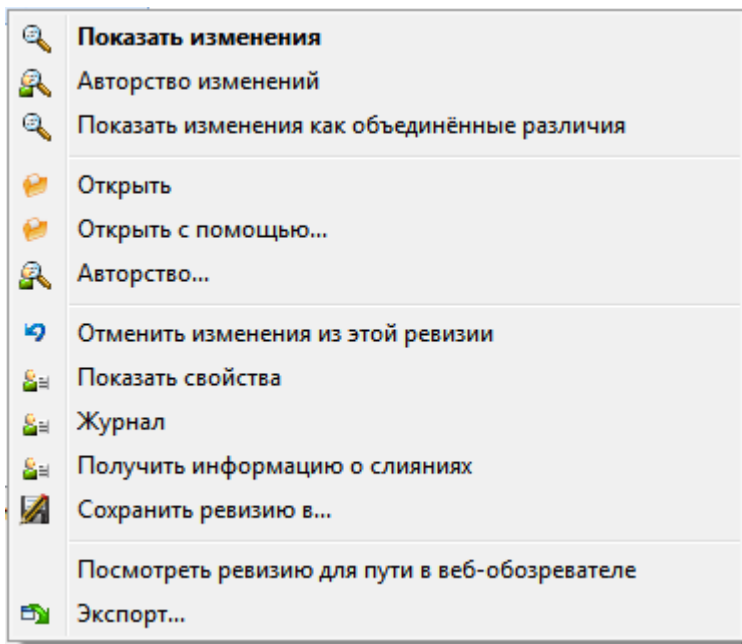 Показать изменения
Авторство изменений
Показать изменения как объединённые различия
Открыть
Открыть с помощью...
Авторство...
Отменить изменения из этой ревизии
Показать свойства
Журнал
Получить информацию о слияниях
Сохранить ревизию в...
Посмотреть ревизию для пути в веб-обозревателе
Экспорт...